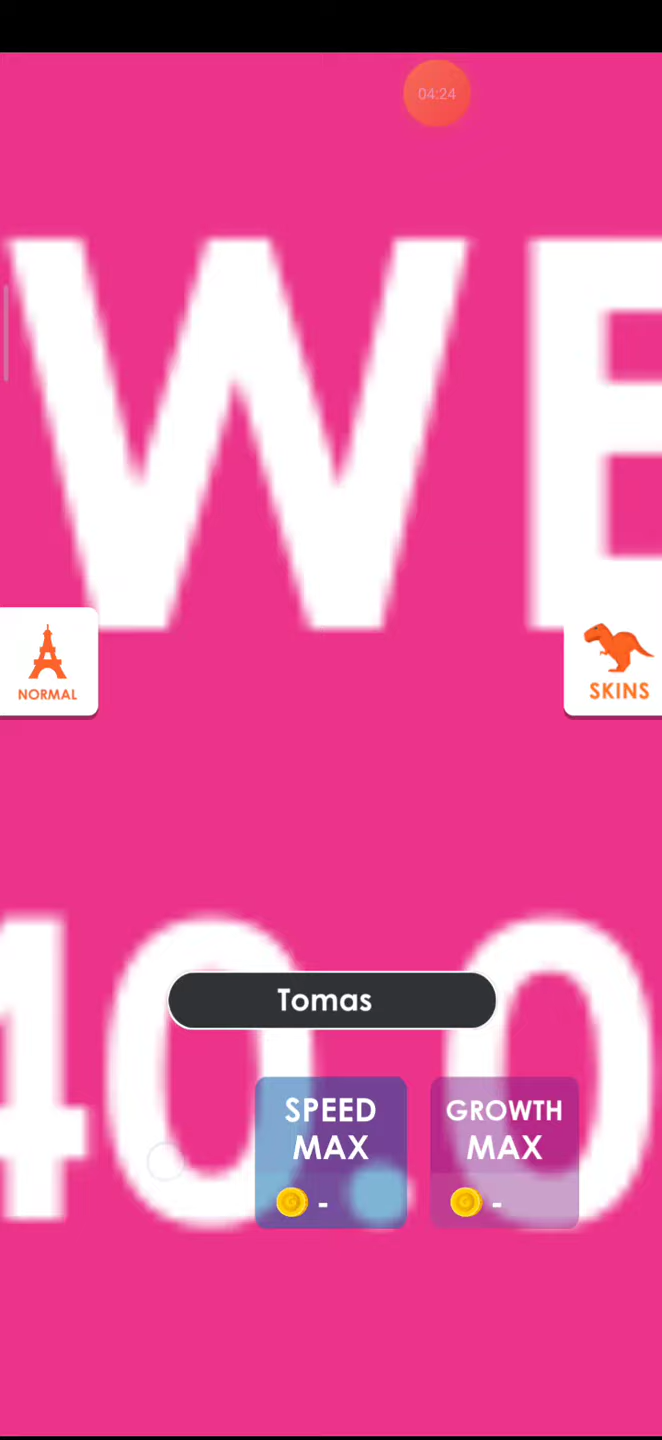 04:24
WE
NORMAL
SKINS
40.0
Tomas
SPEED
MAX
GROWTH
MAX
-
-